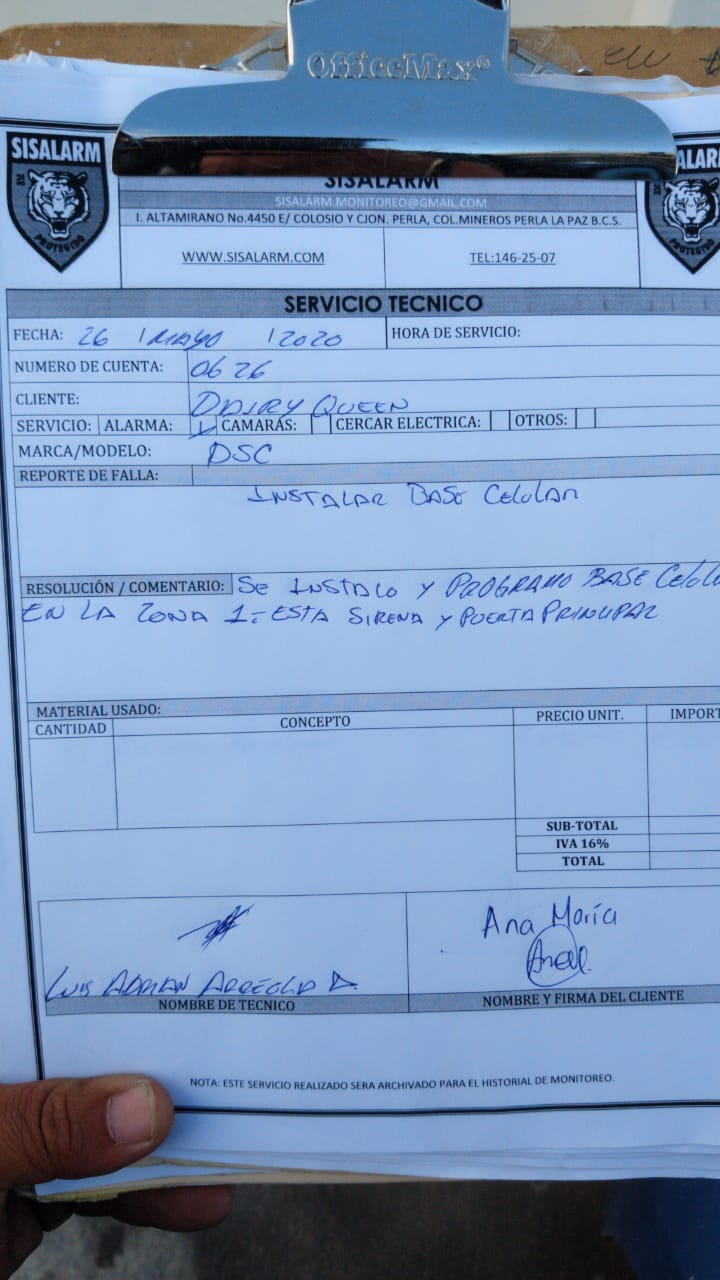 OfficeMax®
en
SISALARM
PROTEGIDO
SISALARM
SISALARM.MONITOREO@GMAIL.COM
I. ALTAMIRANO No.4450 E/ COLOSIO Y CJON. PERLA, COL.MINEROS PERLA LA PAZ B.C.S.
WWW.SISALARM.COM TEL:146-25-07
ALAR
PROTEGIDO
SERVICIO TECNICO
FECHA: 26 / MAYO / 2020 HORA DE SERVICIO:
NUMERO DE CUENTA: 0626
CLIENTE: DAIRY QUEEN
SERVICIO: ALARMA: ✓ CAMARÁS: CERCAR ELECTRICA: OTROS:
MARCA/MODELO: DSC
REPORTE DE FALLA:
INSTALAR BASE CELULAR
RESOLUCIÓN / COMENTARIO: SE INSTALO Y PROGRAMO BASE CELUL
EN LA ZONA 1.- ESTA SIRENA Y PUERTA PRINCIPAL
MATERIAL USADO:
CANTIDAD CONCEPTO PRECIO UNIT. IMPORT
SUB-TOTAL
IVA 16%
TOTAL
Ana María
LUIS ADRIAN ARREOLA D.
NOMBRE DE TECNICO NOMBRE Y FIRMA DEL CLIENTE
NOTA: ESTE SERVICIO REALIZADO SERA ARCHIVADO PARA EL HISTORIAL DE MONITOREO.